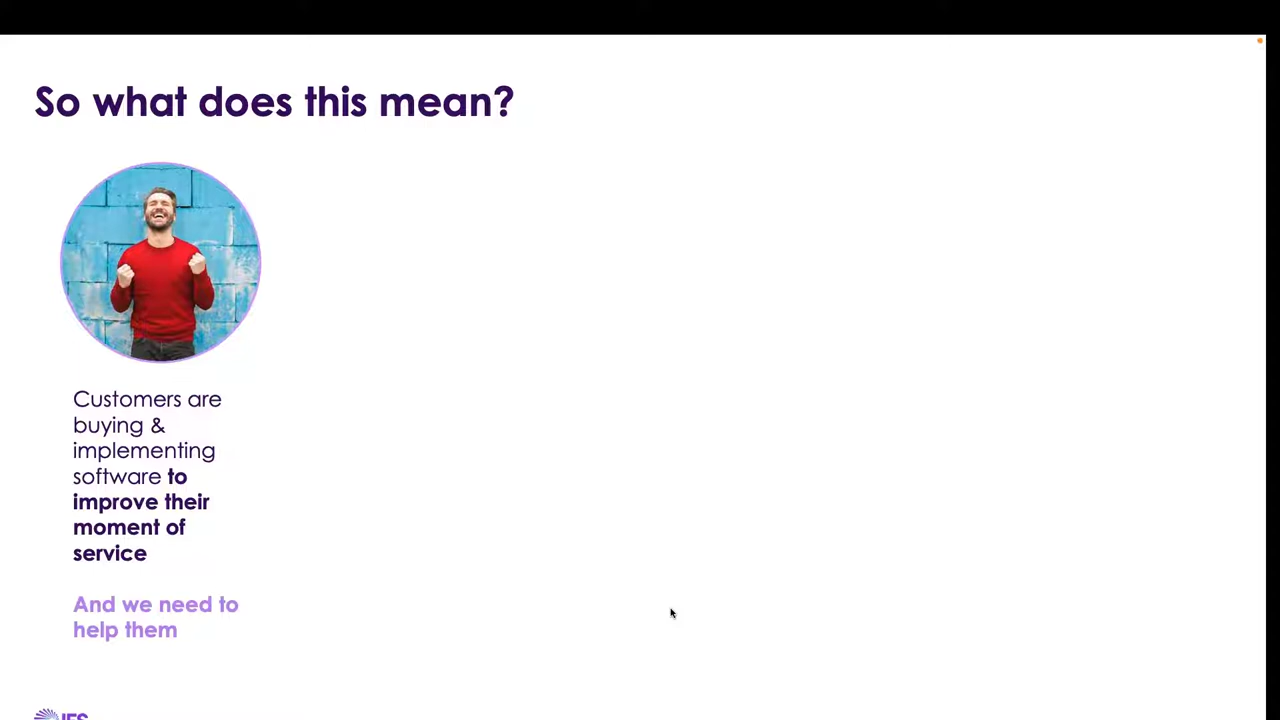 So what does this mean?
Customers are
buying &
implementing
software to
improve their
moment of
service
And we need to
help them
IFS